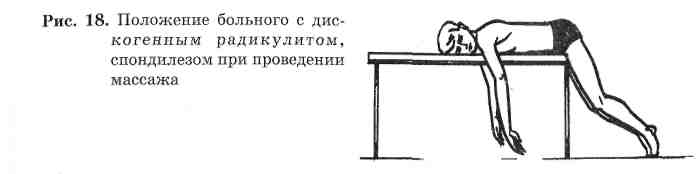 Рис. 18. Положение больного с дис-
когенным радикулитом,
спондилезом при проведении
массажа